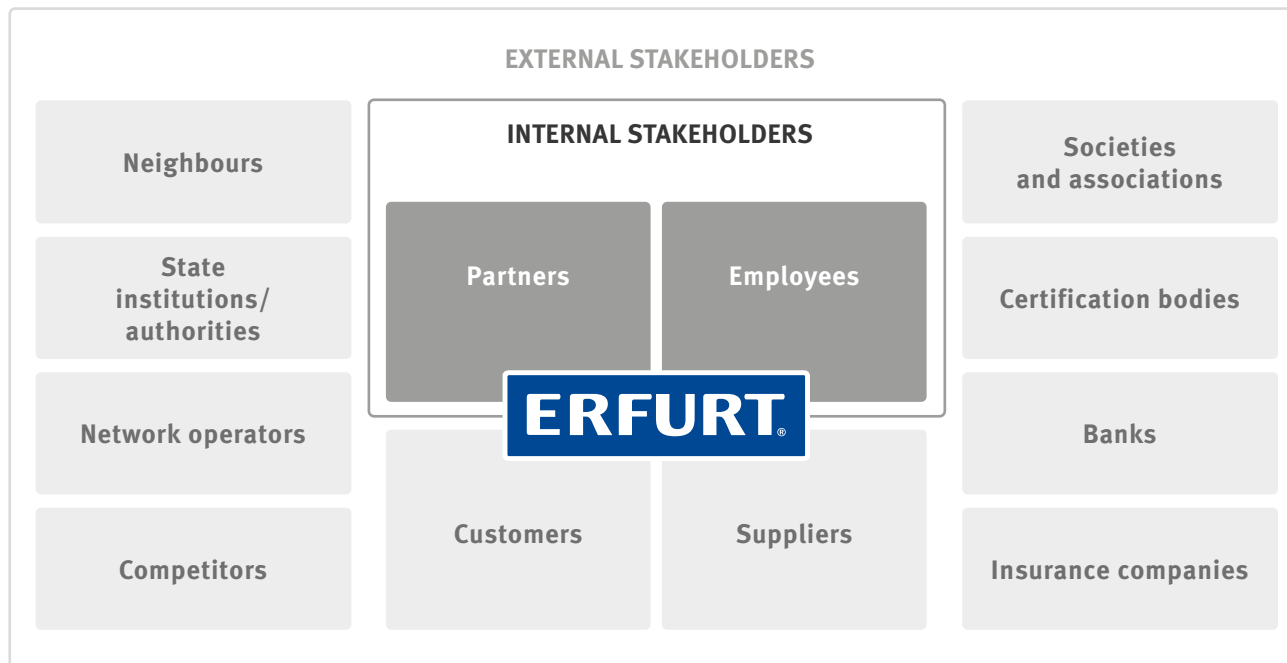 EXTERNAL STAKEHOLDERS
Neighbours
State
institutions/
authorities
Network operators
Competitors
INTERNAL STAKEHOLDERS
Partners
Employees
ERFURT®
Customers
Suppliers
Societies
and associations
Certification bodies
Banks
Insurance companies